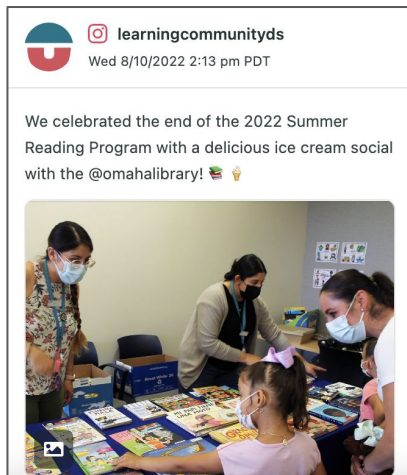 learningcommunityds
Wed 8/10/2022 2:13 pm PDT
We celebrated the end of the 2022 Summer
Reading Program with a delicious ice cream social
with the @omahalibrary! 📚 🍦